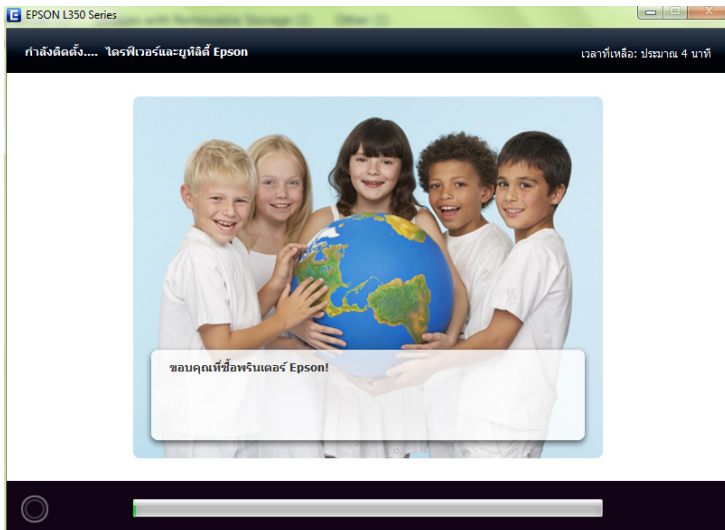 EPSON L350 Series
กำลังติดตั้ง.... ไดรฟ์เวอร์และยูทิลิตี้ Epson
เวลาที่เหลือ: ประมาณ 4 นาที
ขอบคุณที่ซื้อพรินเตอร์ Epson!